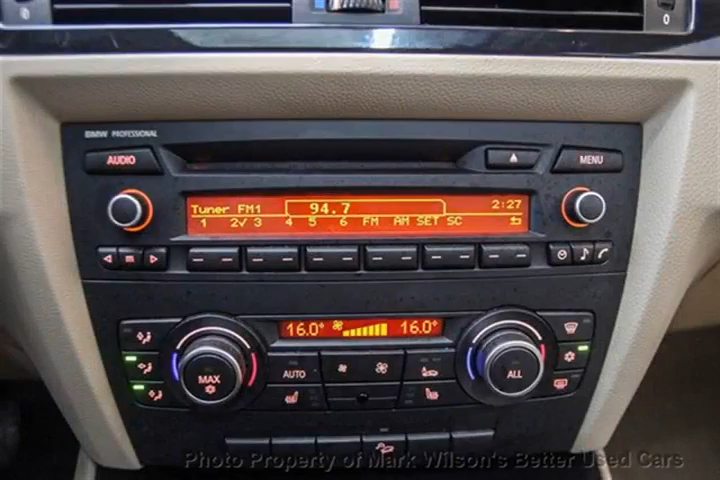 0
BMW PROFESSIONAL
AUDIO
MENU
Tuner FM1 94.7 2:27
1 2√ 3 4 5 6 FM AM SET SC
m
16.0° 16.0°
AUTO
MAX
ALL
Photo Property of Mark Wilson's Better Used Cars